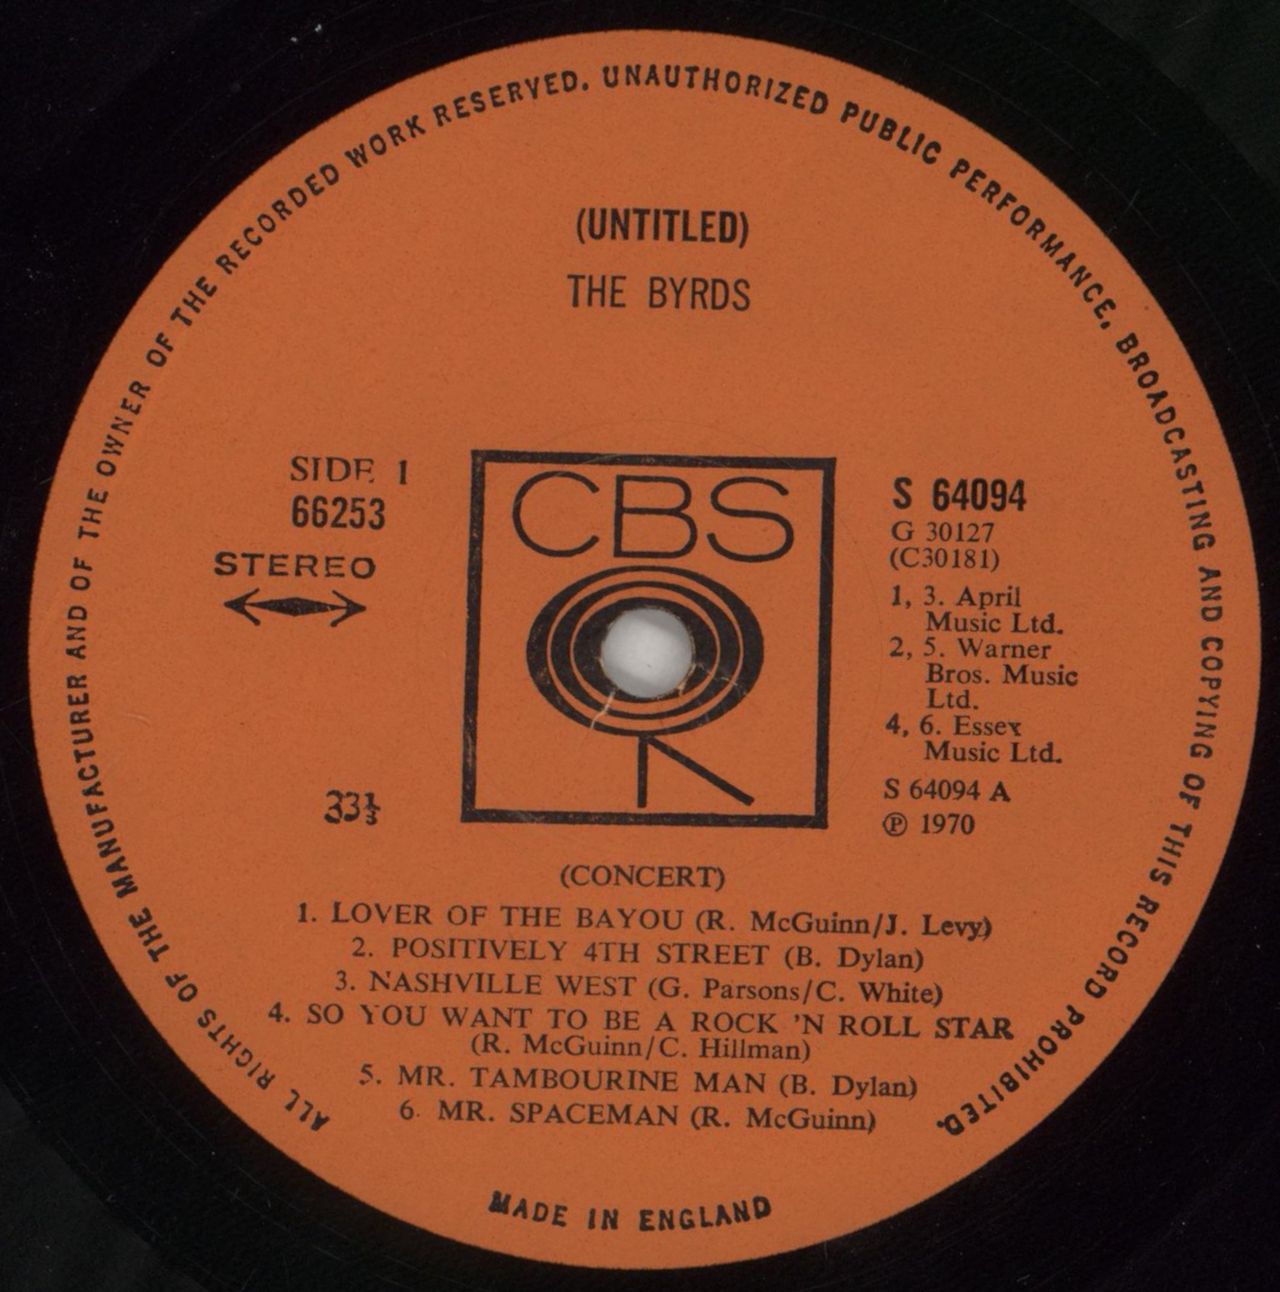 ALL RIGHTS OF THE MANUFACTURER AND OF THE OWNER OF THE RECORDED WORK RESERVED. UNAUTHORIZED PUBLIC PERFORMANCE, BROADCASTING AND COPYING OF THIS RECORD PROHIBITED.
(UNTITLED)
THE BYRDS
SIDE 1
66253
STEREO
33⅓
CBS
S 64094
G 30127
(C30181)
1, 3. April
Music Ltd.
2, 5. Warner
Bros. Music
Ltd.
4, 6. Essex
Music Ltd.
S 64094 A
℗ 1970
(CONCERT)
1. LOVER OF THE BAYOU (R. McGuinn/J. Levy)
2. POSITIVELY 4TH STREET (B. Dylan)
3. NASHVILLE WEST (G. Parsons/C. White)
4. SO YOU WANT TO BE A ROCK 'N ROLL STAR
(R. McGuinn/C. Hillman)
5. MR. TAMBOURINE MAN (B. Dylan)
6. MR. SPACEMAN (R. McGuinn)
MADE IN ENGLAND